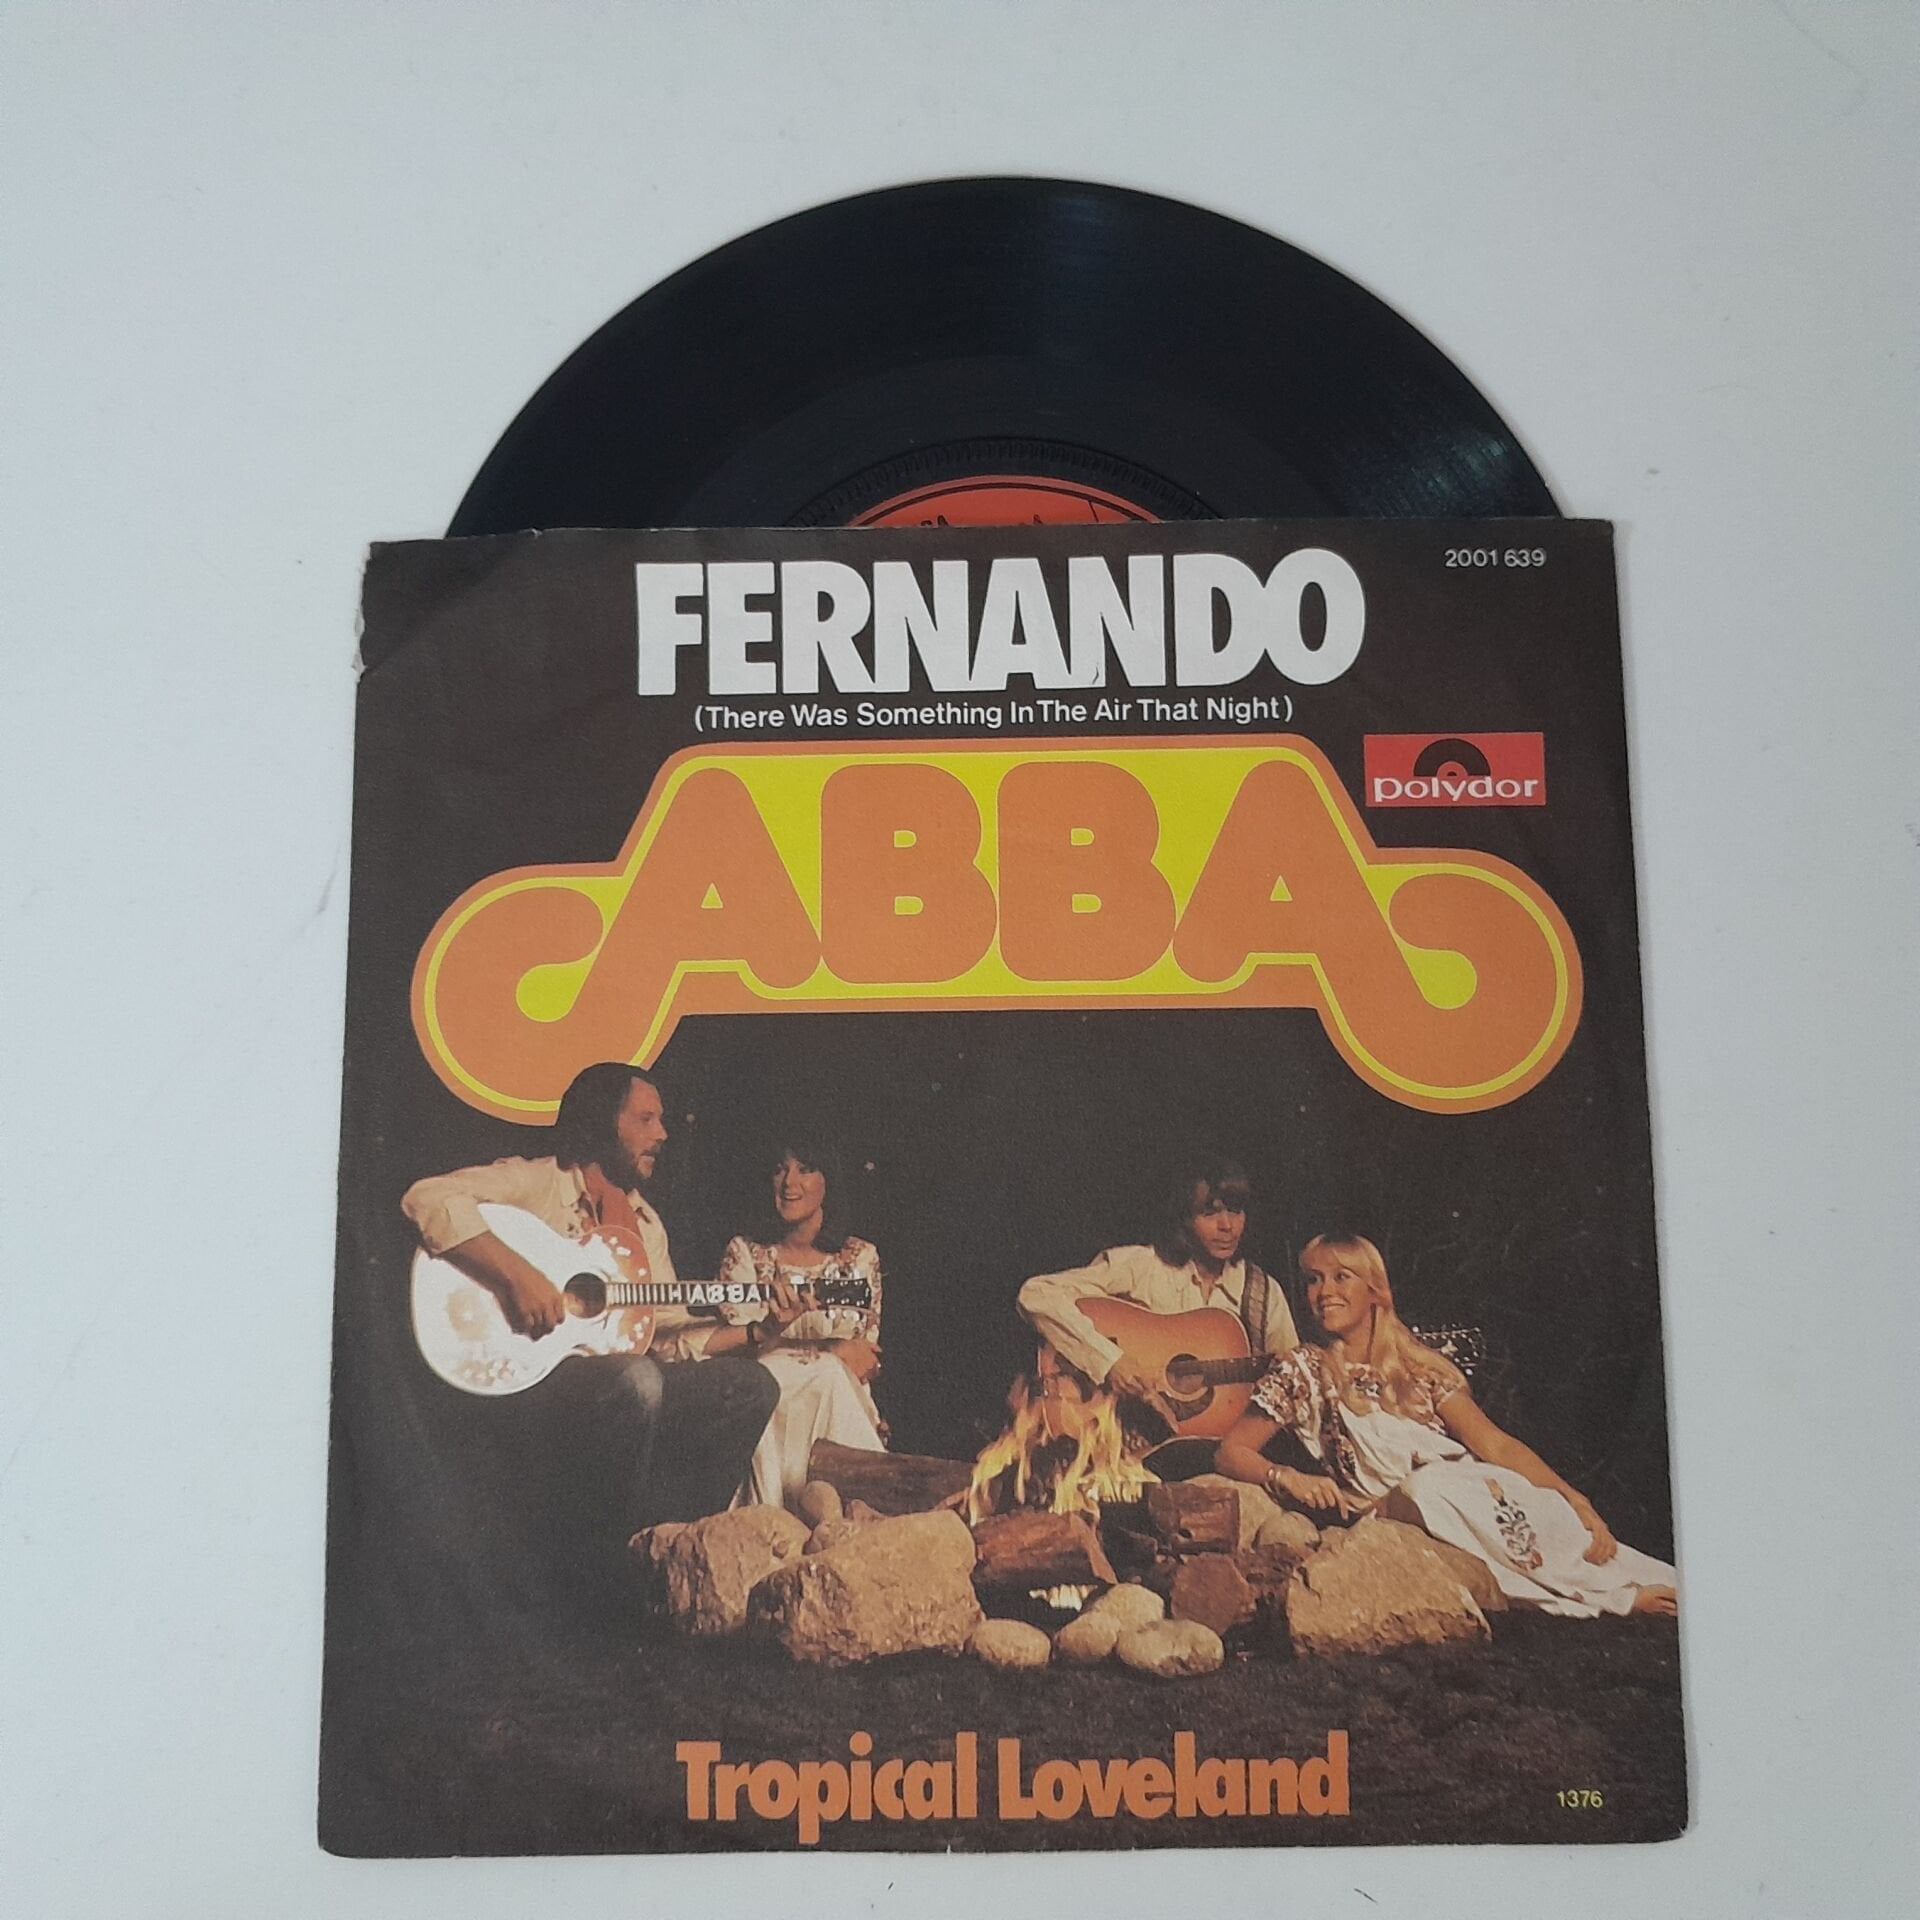 FERNANDO
2001 639
(There Was Something In The Air That Night)
polydor
ABBA
ABBA
Tropical Loveland
1376